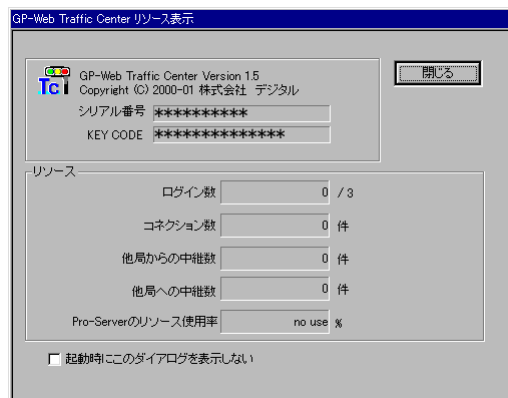 GP-Web Traffic Center リソース表示
TC
GP-Web Traffic Center Version 1.5
Copyright (C) 2000-01 株式会社 デジタル
閉じる
シリアル番号 **********
KEY CODE **************
リソース
ログイン数 0 / 3
コネクション数 0 件
他局からの中継数 0 件
他局への中継数 0 件
Pro-Serverのリソース使用率 no use %
起動時にこのダイアログを表示しない